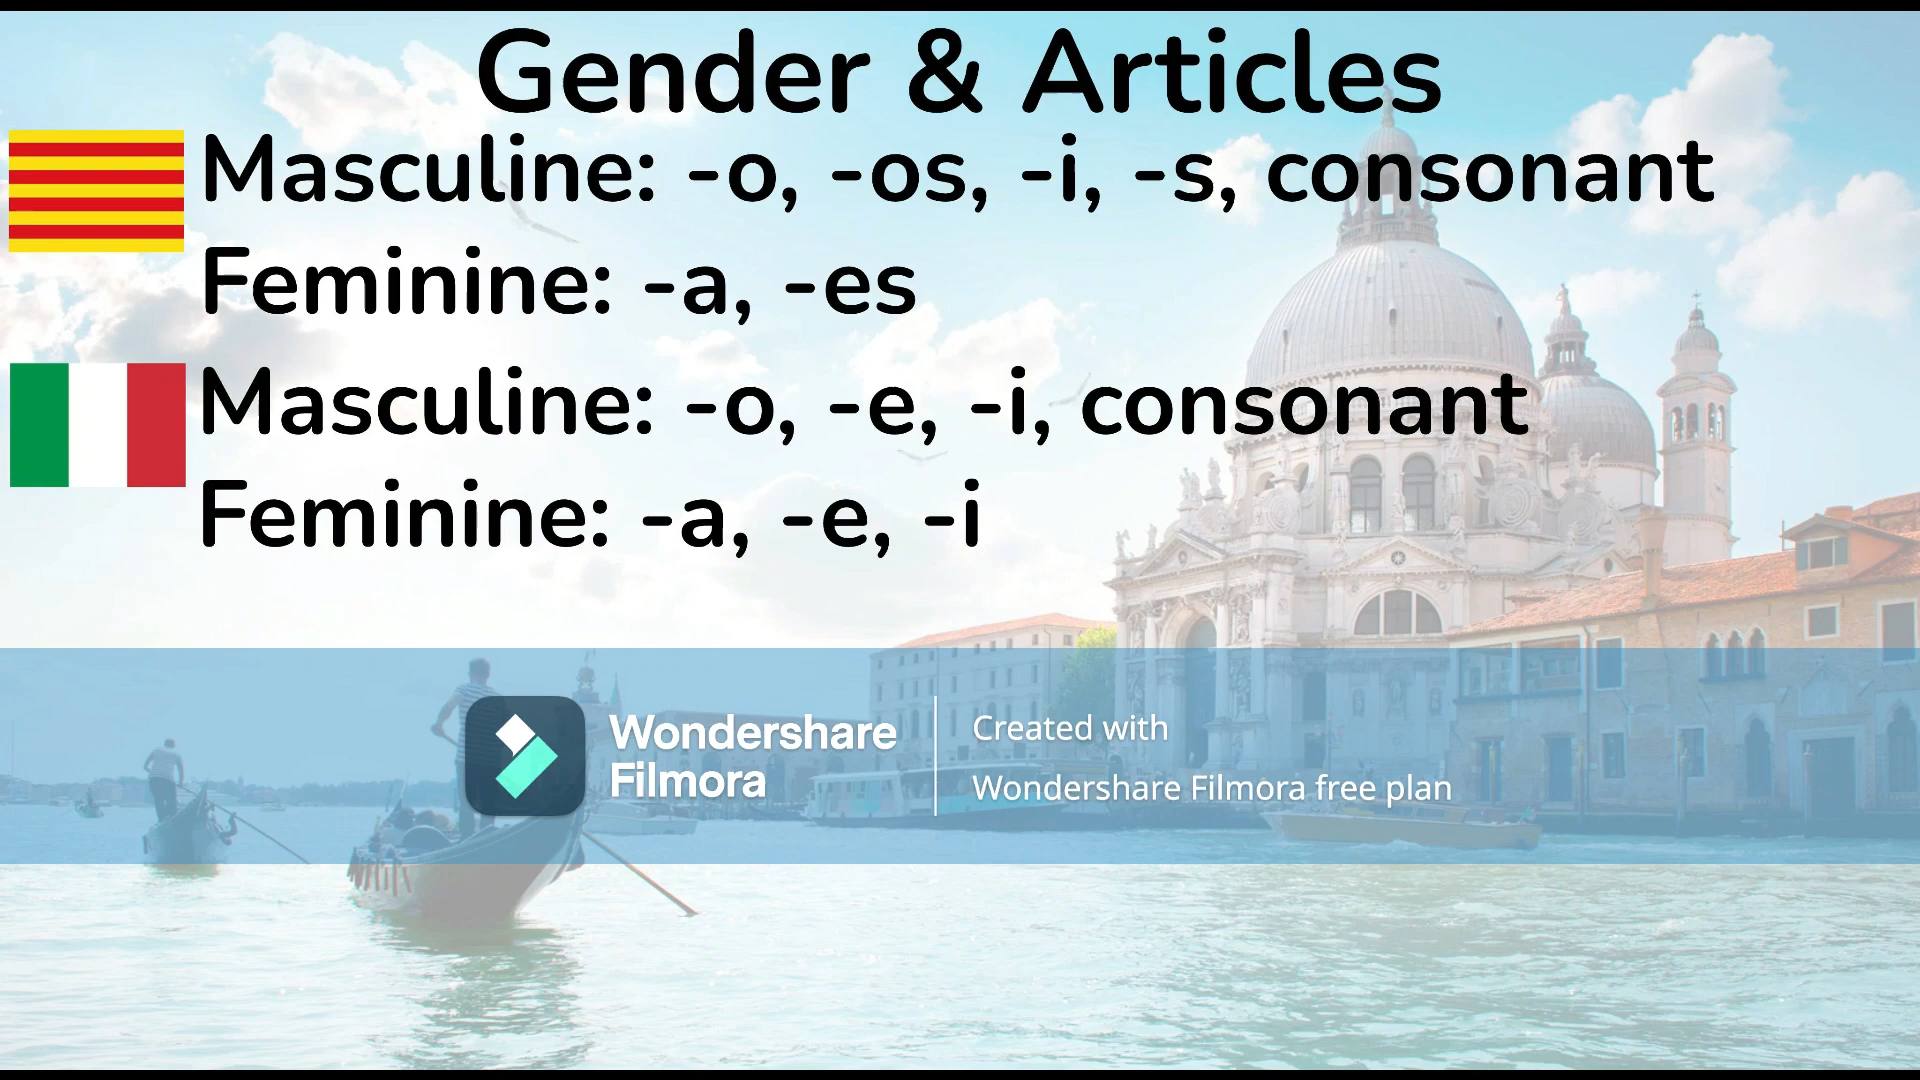 Gender & Articles
Masculine: -o, -os, -i, -s, consonant
Feminine: -a, -es
Masculine: -o, -e, -i, consonant
Feminine: -a, -e, -i
Wondershare
Filmora
Created with
Wondershare Filmora free plan